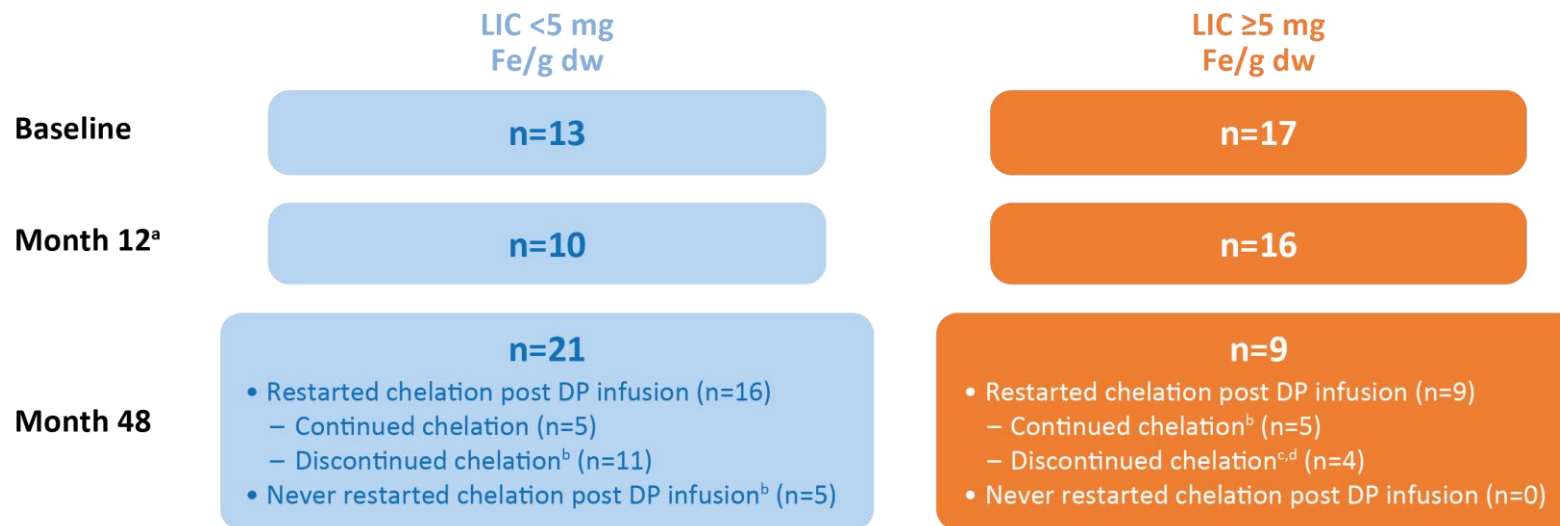 LIC <5 mg
Fe/g dw
LIC ≥5 mg
Fe/g dw
Baseline
n=13
n=17
Month 12ᵃ
n=10
n=16
Month 48
n=21
• Restarted chelation post DP infusion (n=16)
– Continued chelation (n=5)
– Discontinued chelationᵇ (n=11)
• Never restarted chelation post DP infusionᵇ (n=5)
n=9
• Restarted chelation post DP infusion (n=9)
– Continued chelationᵇ (n=5)
– Discontinued chelationᶜ,ᵈ (n=4)
• Never restarted chelation post DP infusion (n=0)